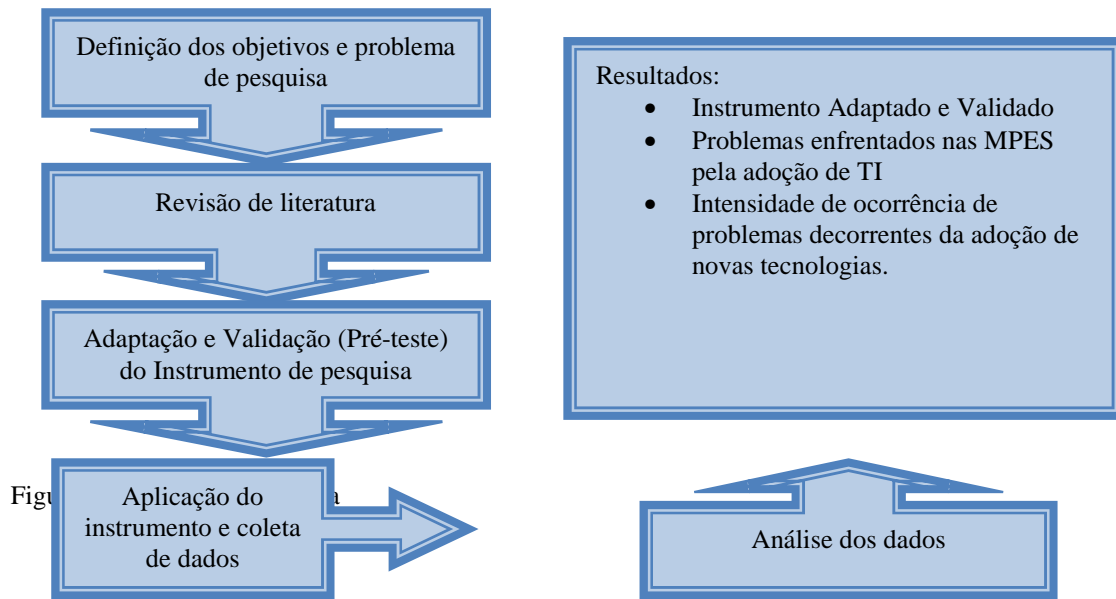 Definição dos objetivos e problema
de pesquisa
Revisão de literatura
Adaptação e Validação (Pré-teste)
do Instrumento de pesquisa
Aplicação do
instrumento e coleta
de dados
Análise dos dados
Resultados:
• Instrumento Adaptado e Validado
• Problemas enfrentados nas MPES
pela adoção de TI
• Intensidade de ocorrência de
problemas decorrentes da adoção de
novas tecnologias.